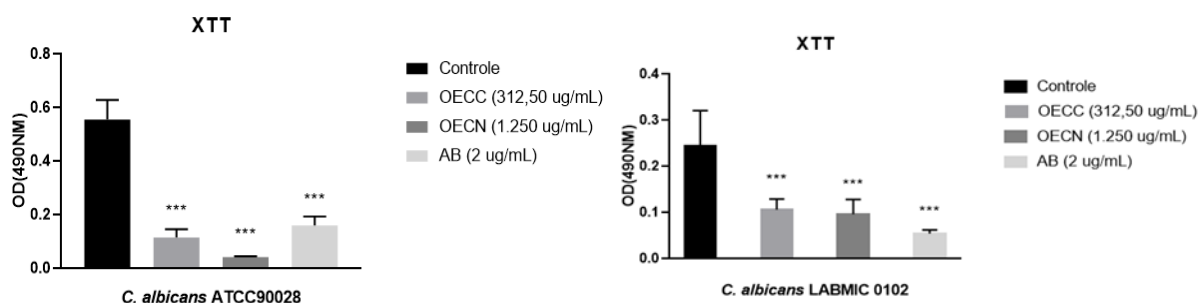 XTT
0.8
0.6
0.4
0.2
0.0
OD(490NM)
***
***
***
Controle
OECC (312,50 ug/mL)
OECN (1.250 ug/mL)
AB (2 ug/mL)
C. albicans ATCC90028
XTT
0.4
0.3
0.2
0.1
0.0
OD(490NM)
***
***
***
Controle
OECC (312,50 ug/mL)
OECN (1.250 ug/mL)
AB (2 ug/mL)
C. albicans LABMIC 0102